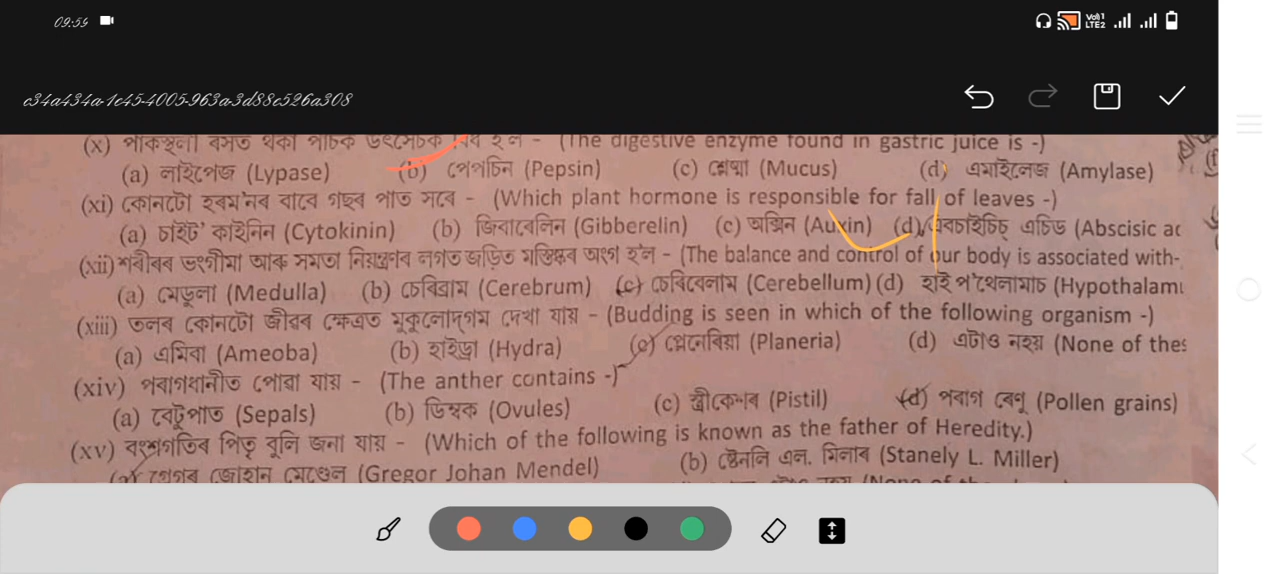 09:54
Vo)) 1 LTE2
c34a434a-1e45-4005-963a-3d88c526a308
(x) পাকস্থলী ৰসত থকা পাচক উৎসেচক বিধ হ'ল - (The digestive enzyme found in gastric juice is -)
(a) লাইপেজ (Lypase) (b) পেপচিন (Pepsin) (c) শ্লেষ্মা (Mucus) (d) এমাইলেজ (Amylase)
(xi) কোনটো হৰম'নৰ বাবে গছৰ পাত সৰে - (Which plant hormone is responsible for fall of leaves -)
(a) চাইট' কাইনিন (Cytokinin) (b) জিবাৰেলিন (Gibberelin) (c) অক্সিন (Auxin) (d) এবচাইচিচ্ এচিড (Abscisic ac
(xii) শৰীৰৰ ভংগীমা আৰু সমতা নিয়ন্ত্ৰণৰ লগত জড়িত মস্তিষ্কৰ অংগ হ'ল - (The balance and control of our body is associated with-
(a) মেডুলা (Medulla) (b) চেৰিব্ৰাম (Cerebrum) (c) চেৰিবেলাম (Cerebellum) (d) হাই প'থেলামাচ (Hypothalamu
(xiii) তলৰ কোনটো জীৱৰ ক্ষেত্ৰত মুকুলোদ্গম দেখা যায় - (Budding is seen in which of the following organism -)
(a) এমিবা (Ameoba) (b) হাইড্ৰা (Hydra) (c) প্লেনেৰিয়া (Planeria) (d) এটাও নহয় (None of thes
(xiv) পৰাগধানীত পোৱা যায় - (The anther contains -)
(a) বেটুপাত (Sepals) (b) ডিম্বক (Ovules) (c) স্ত্ৰীকেশৰ (Pistil) (d) পৰাগ ৰেণু (Pollen grains)
(xv) বংশগতিৰ পিতৃ বুলি জনা যায় - (Which of the following is known as the father of Heredity.)
(a) গ্ৰেগৰ জোহান মেণ্ডেল (Gregor Johan Mendel) (b) ষ্টেনলি এল. মিলাৰ (Stanely L. Miller)